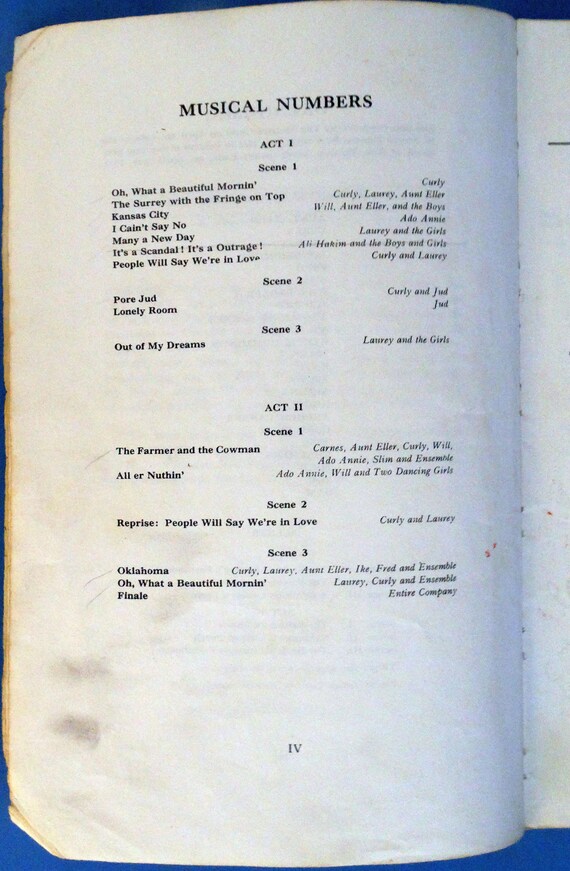 MUSICAL NUMBERS
ACT I
Scene 1
Oh, What a Beautiful Mornin' Curly
The Surrey with the Fringe on Top Curly, Laurey, Aunt Eller
Kansas City Will, Aunt Eller, and the Boys
I Cain't Say No Ado Annie
Many a New Day Laurey and the Girls
It's a Scandal! It's a Outrage! Ali Hakim and the Boys and Girls
People Will Say We're in Love Curly and Laurey
Scene 2
Pore Jud Curly and Jud
Lonely Room Jud
Scene 3
Out of My Dreams Laurey and the Girls
ACT II
Scene 1
The Farmer and the Cowman Carnes, Aunt Eller, Curly, Will,
Ado Annie, Slim and Ensemble
All er Nuthin' Ado Annie, Will and Two Dancing Girls
Scene 2
Reprise: People Will Say We're in Love Curly and Laurey
Scene 3
Oklahoma Curly, Laurey, Aunt Eller, Ike, Fred and Ensemble
Oh, What a Beautiful Mornin' Laurey, Curly and Ensemble
Finale Entire Company
IV